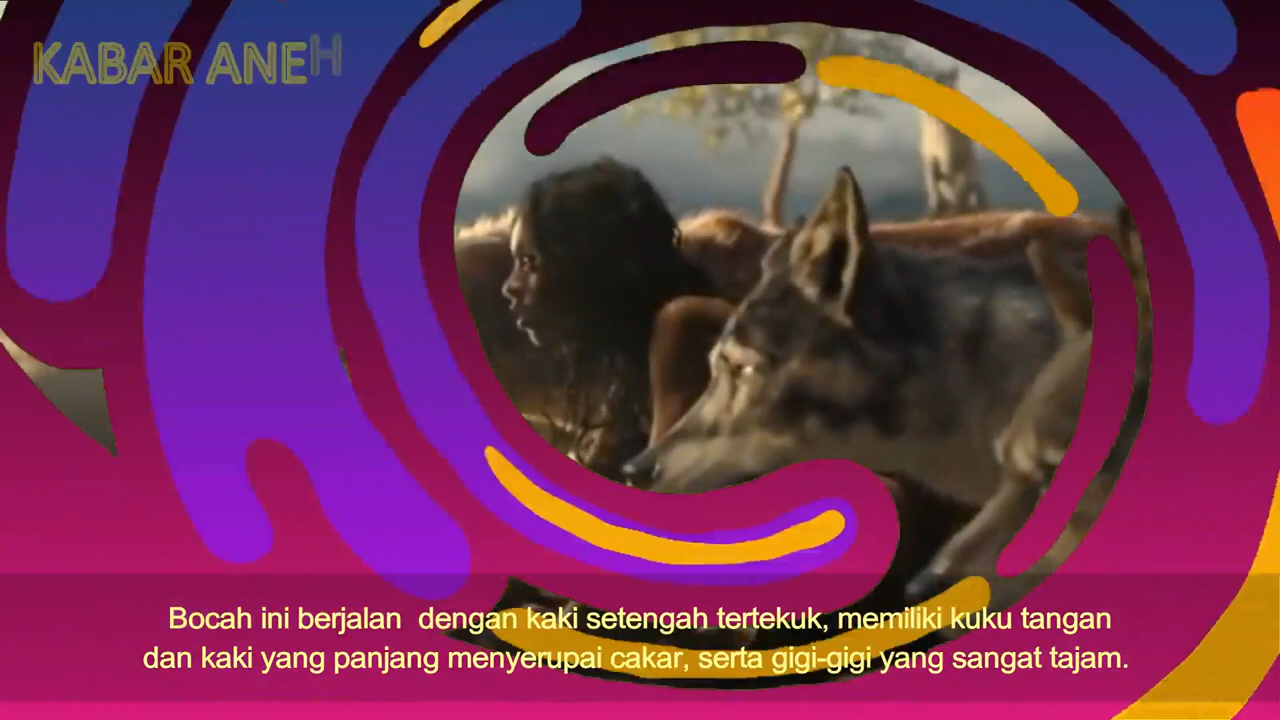 KABAR ANEH
Bocah ini berjalan  dengan kaki setengah tertekuk, memiliki kuku tangan
dan kaki yang panjang menyerupai cakar, serta gigi-gigi yang sangat tajam.